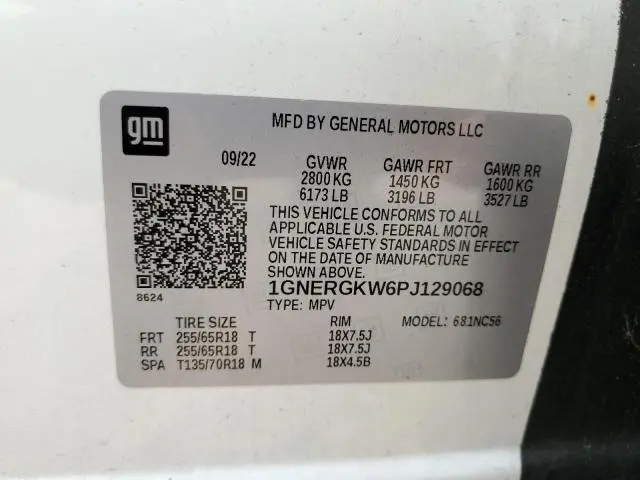 gm
MFD BY GENERAL MOTORS LLC
09/22 GVWR GAWR FRT GAWR RR
2800 KG 1450 KG 1600 KG
6173 LB 3196 LB 3527 LB
THIS VEHICLE CONFORMS TO ALL
APPLICABLE U.S. FEDERAL MOTOR
VEHICLE SAFETY STANDARDS IN EFFECT
ON THE DATE OF MANUFACTURE
SHOWN ABOVE.
8624
1GNERGKW6PJ129068
TYPE: MPV MODEL: 681NC56
TIRE SIZE RIM
FRT 255/65R18 T 18X7.5J
RR 255/65R18 T 18X7.5J
SPA T135/70R18 M 18X4.5B